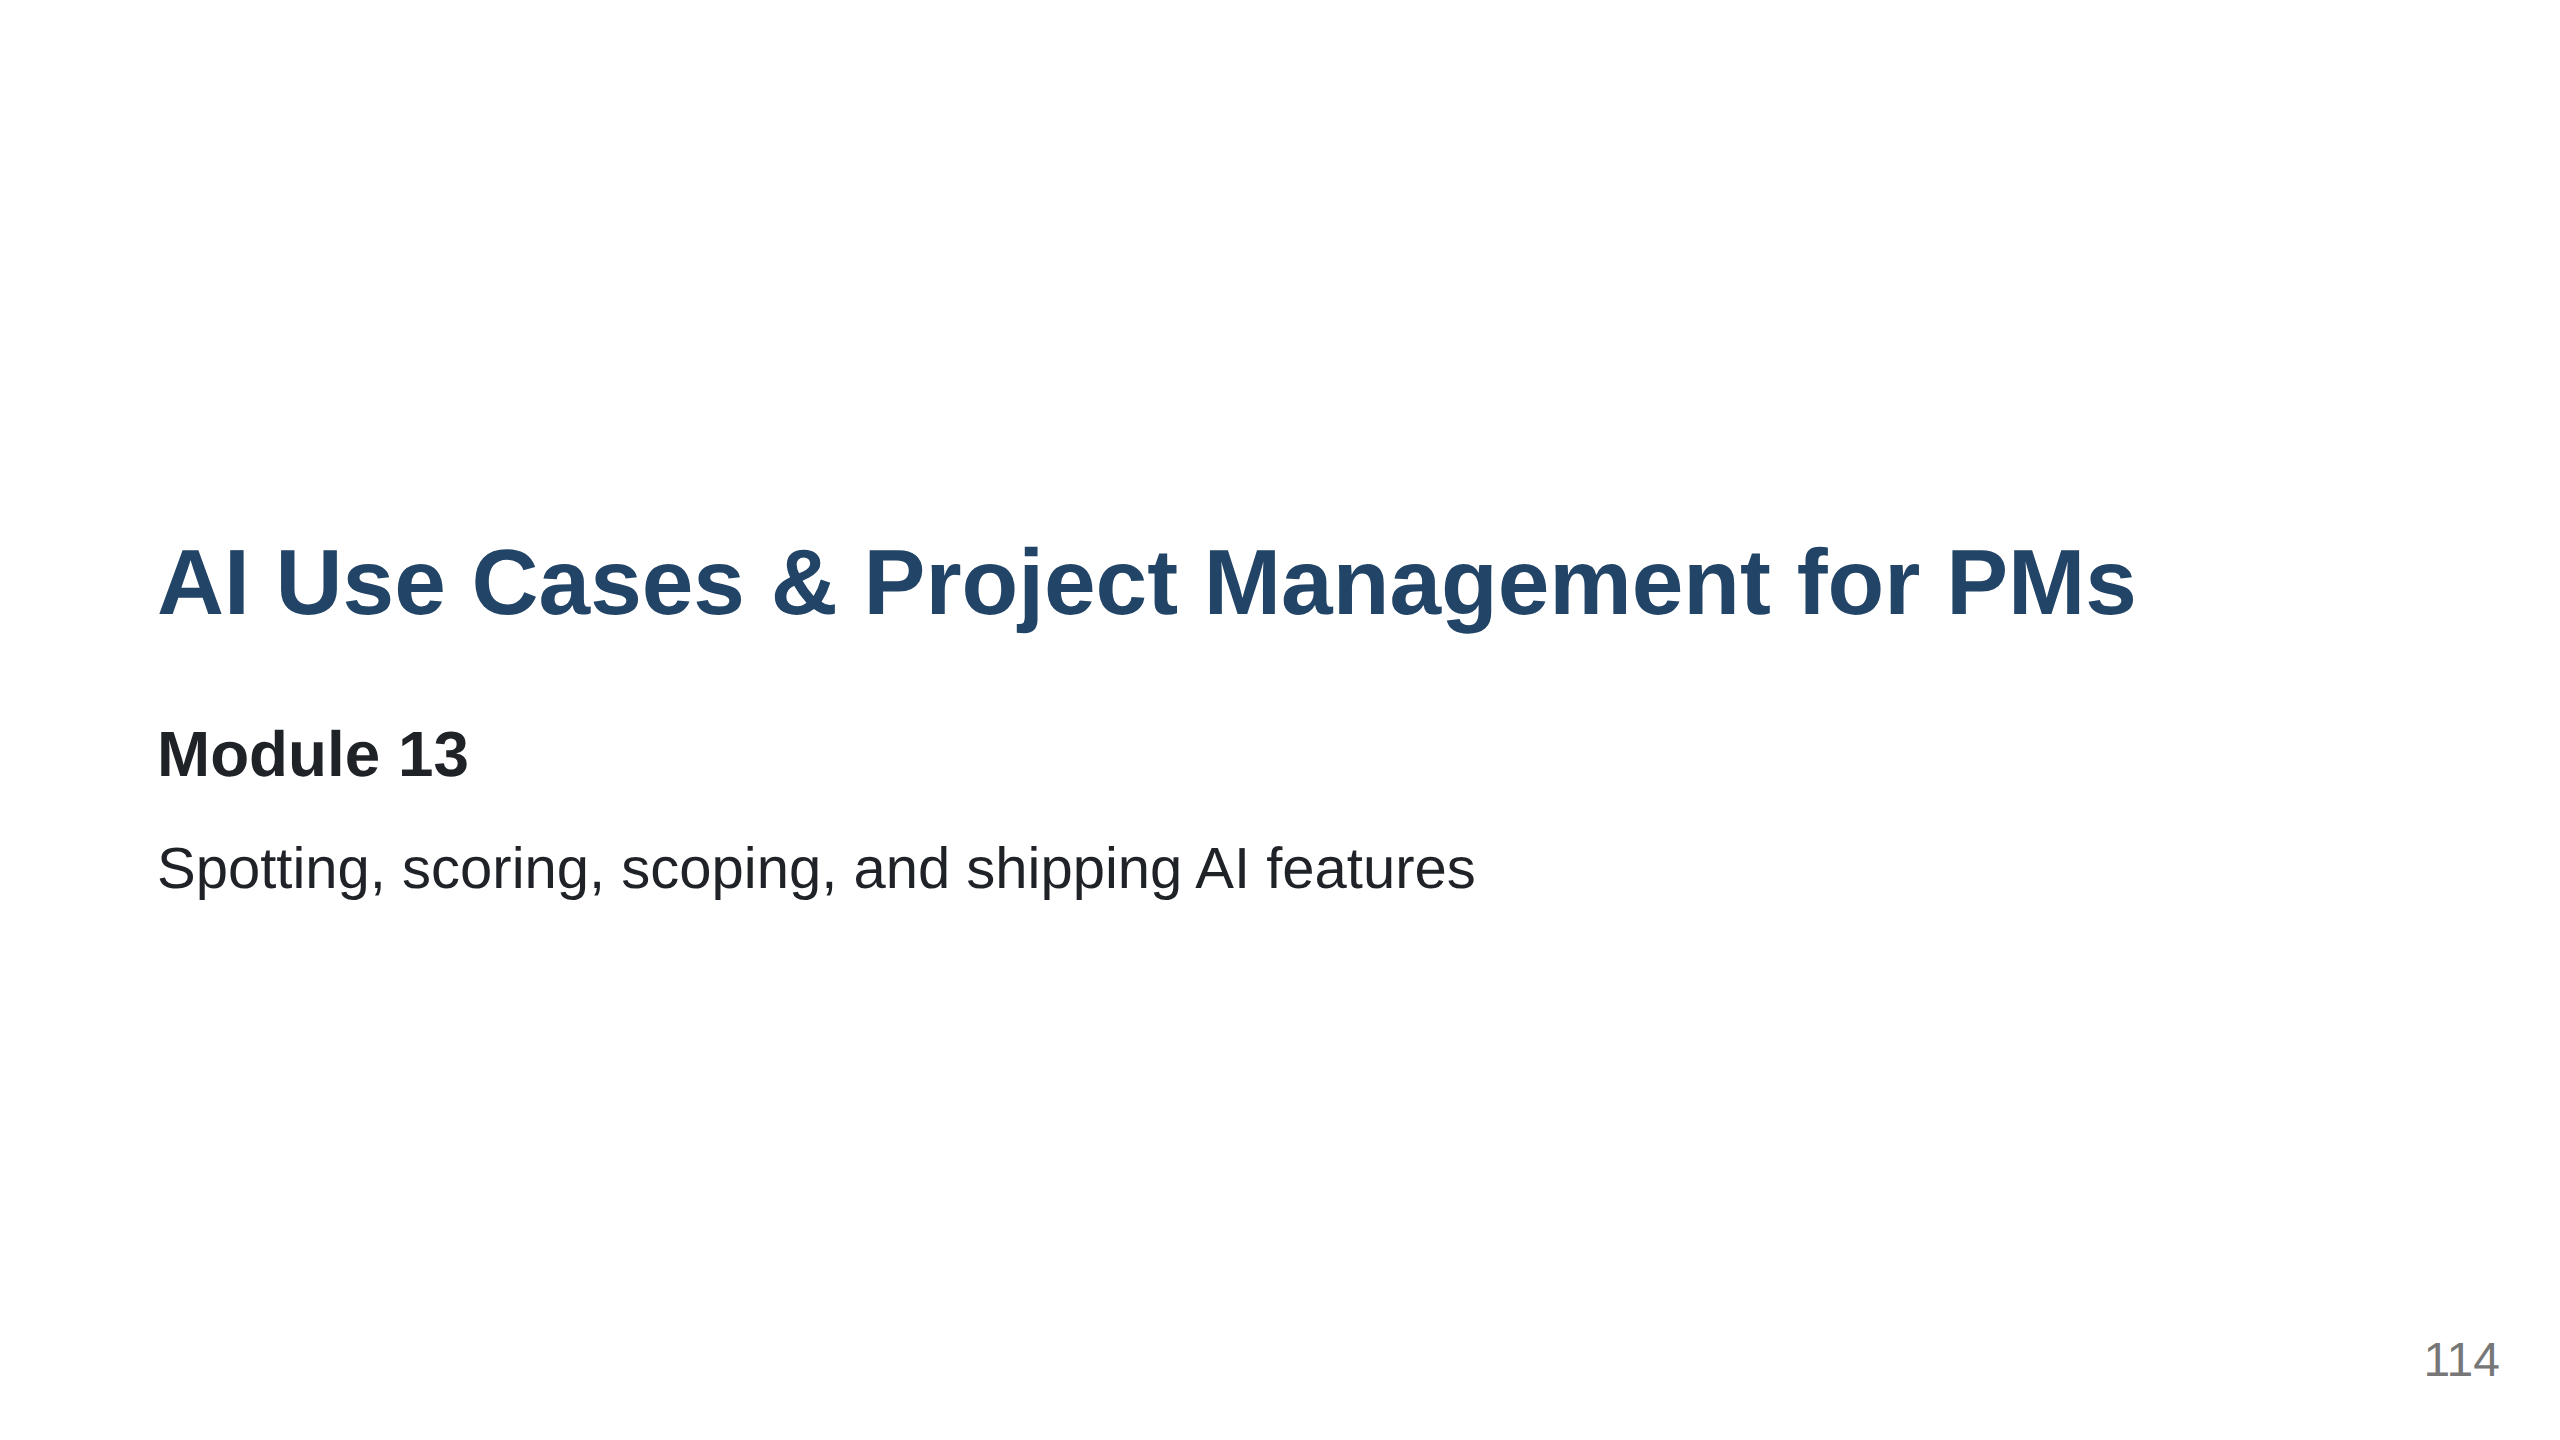 AI Use Cases & Project Management for PMs
Module 13
Spotting, scoring, scoping, and shipping AI features
114